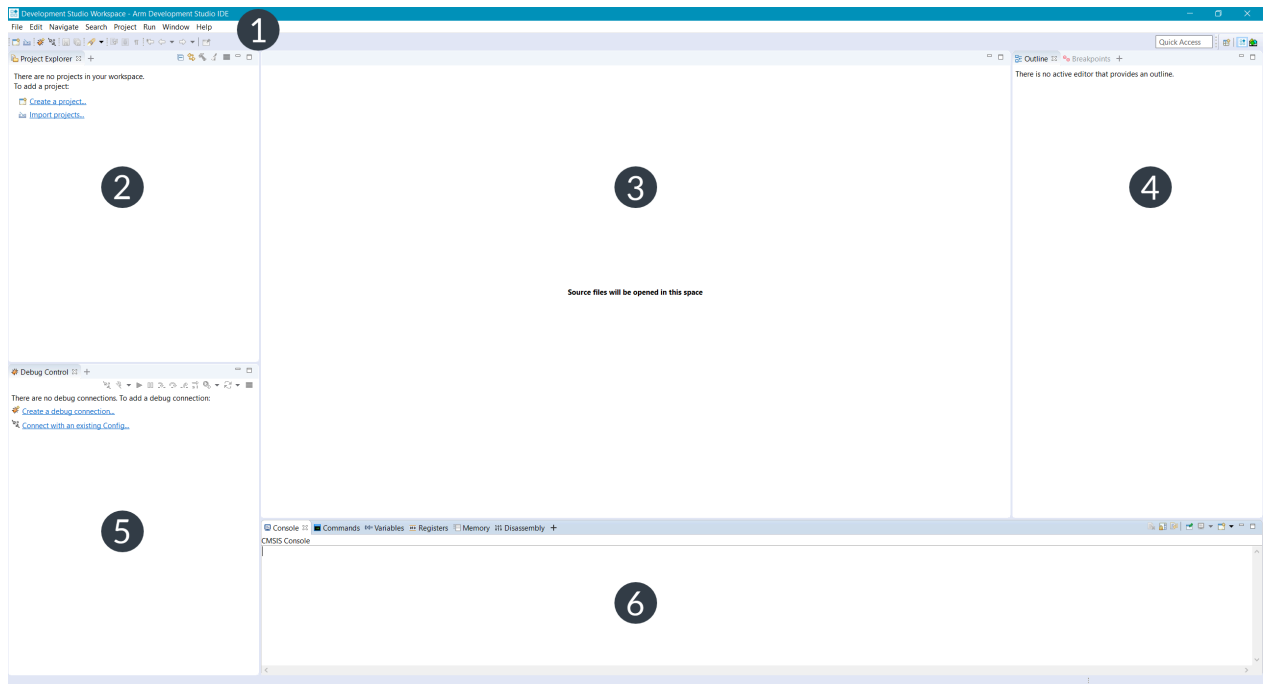 Development Studio Workspace - Arm Development Studio IDE
File Edit Navigate Search Project Run Window Help
1
Quick Access
Project Explorer
There are no projects in your workspace.
To add a project:
Create a project...
Import projects...
2
3
Source files will be opened in this space
Outline Breakpoints
There is no active editor that provides an outline.
4
Debug Control
There are no debug connections. To add a debug connection:
Create a debug connection...
Connect with an existing Config...
5
Console Commands Variables Registers Memory Disassembly
CMSIS Console
6